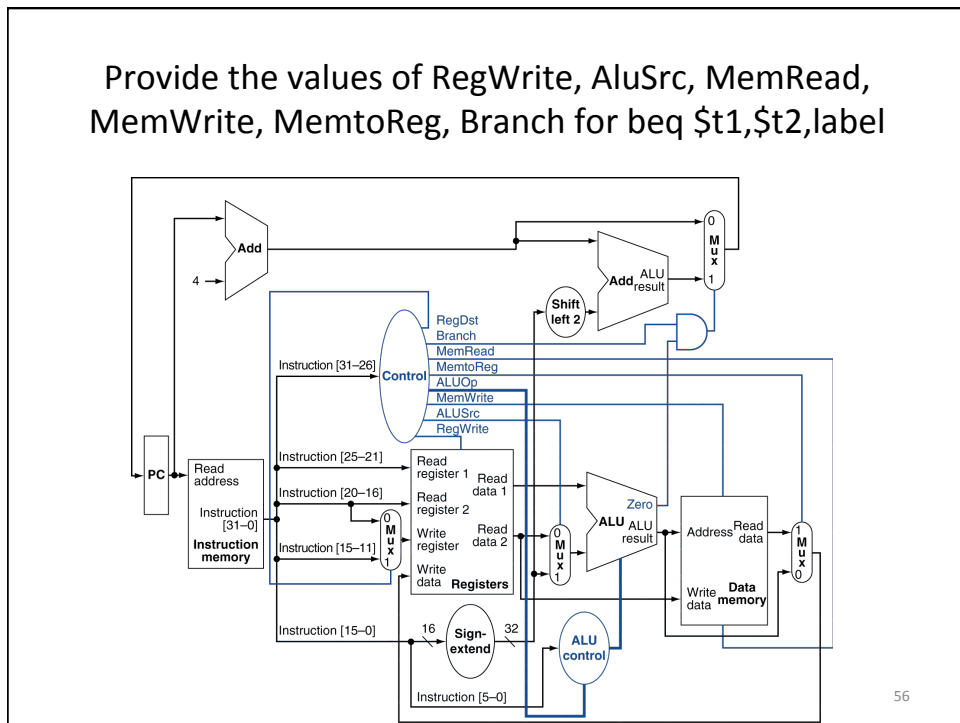 Provide the values of RegWrite, AluSrc, MemRead,
MemWrite, MemtoReg, Branch for beq $t1,$t2,label
Add
4
Shift
left 2
Add
ALU
result
0
M
u
x
1
Control
RegDst
Branch
MemRead
MemtoReg
ALUOp
MemWrite
ALUSrc
RegWrite
Instruction [31–26]
Instruction [25–21]
Instruction [20–16]
Instruction [15–11]
Instruction [15–0]
Instruction [5–0]
PC
Read
address
Instruction
[31–0]
Instruction
memory
0
M
u
x
1
Read
register 1
Read
register 2
Write
register
Write
data
Read
data 1
Read
data 2
Registers
0
M
u
x
1
Zero
ALU
ALU
result
Address
Read
data
Write
data
Data
memory
1
M
u
x
0
16
Sign-
extend
32
ALU
control
56